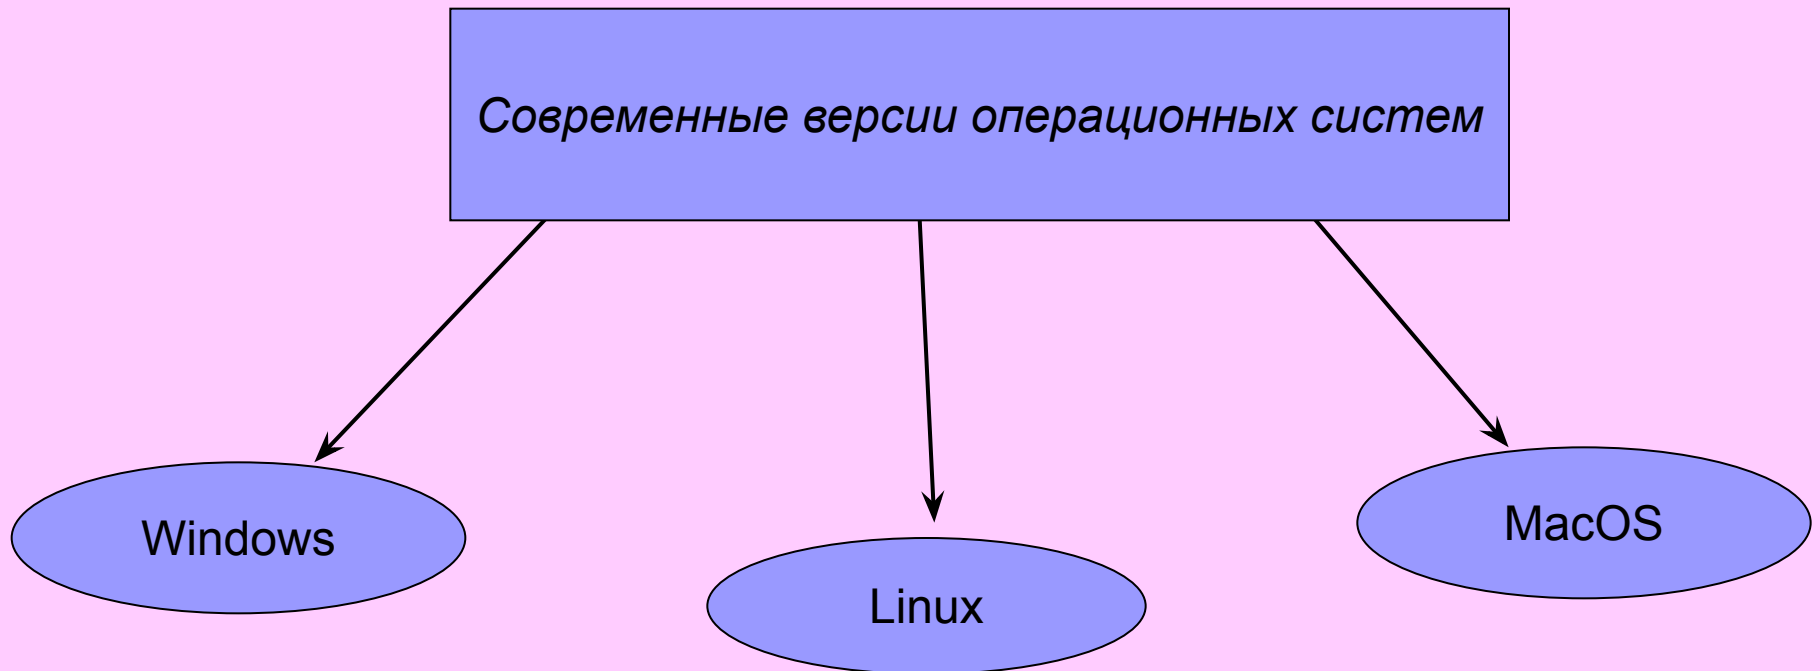 Современные версии операционных систем
Windows
Linux
MacOS